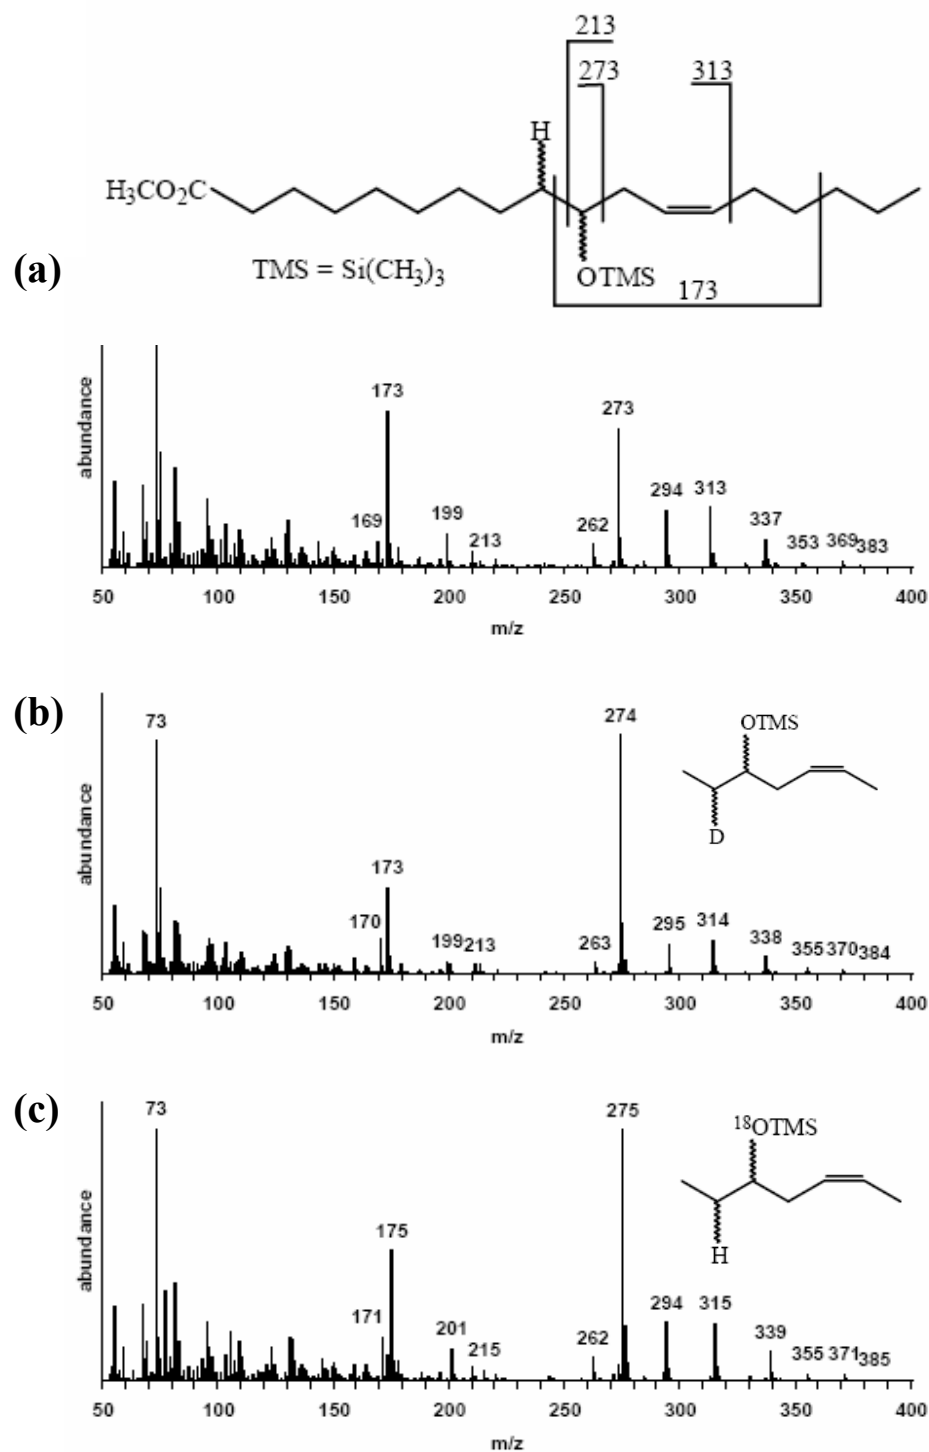 213
273 313
H
H₃CO₂C
(a)
TMS = Si(CH₃)₃
OTMS
173
abundance
173
273
294 313
169 199 213 262 337 353 369 383
50 100 150 200 250 300 350 400
m/z
(b)
73
274
OTMS
D
abundance
173
170 199 213 263 295 314 338 355 370 384
50 100 150 200 250 300 350 400
m/z
(c)
73
275
¹⁸OTMS
H
abundance
175
171 201 215 262 294 315 339 355 371 385
50 100 150 200 250 300 350 400
m/z